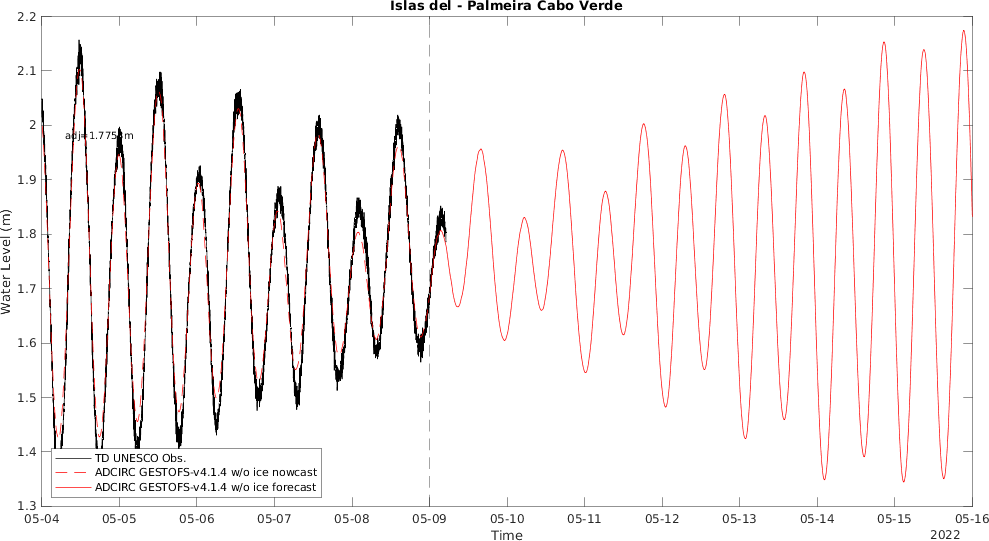 Islas del - Palmeira Cabo Verde
2.2
2.1
2
1.9
1.8
1.7
1.6
1.5
1.4
1.3
Water Level (m)
TD UNESCO Obs.
ADCIRC GESTOFS-v4.1.4 w/o ice nowcast
ADCIRC GESTOFS-v4.1.4 w/o ice forecast
05-04 05-05 05-06 05-07 05-08 05-09 05-10 05-11 05-12 05-13 05-14 05-15 05-16
Time
2022